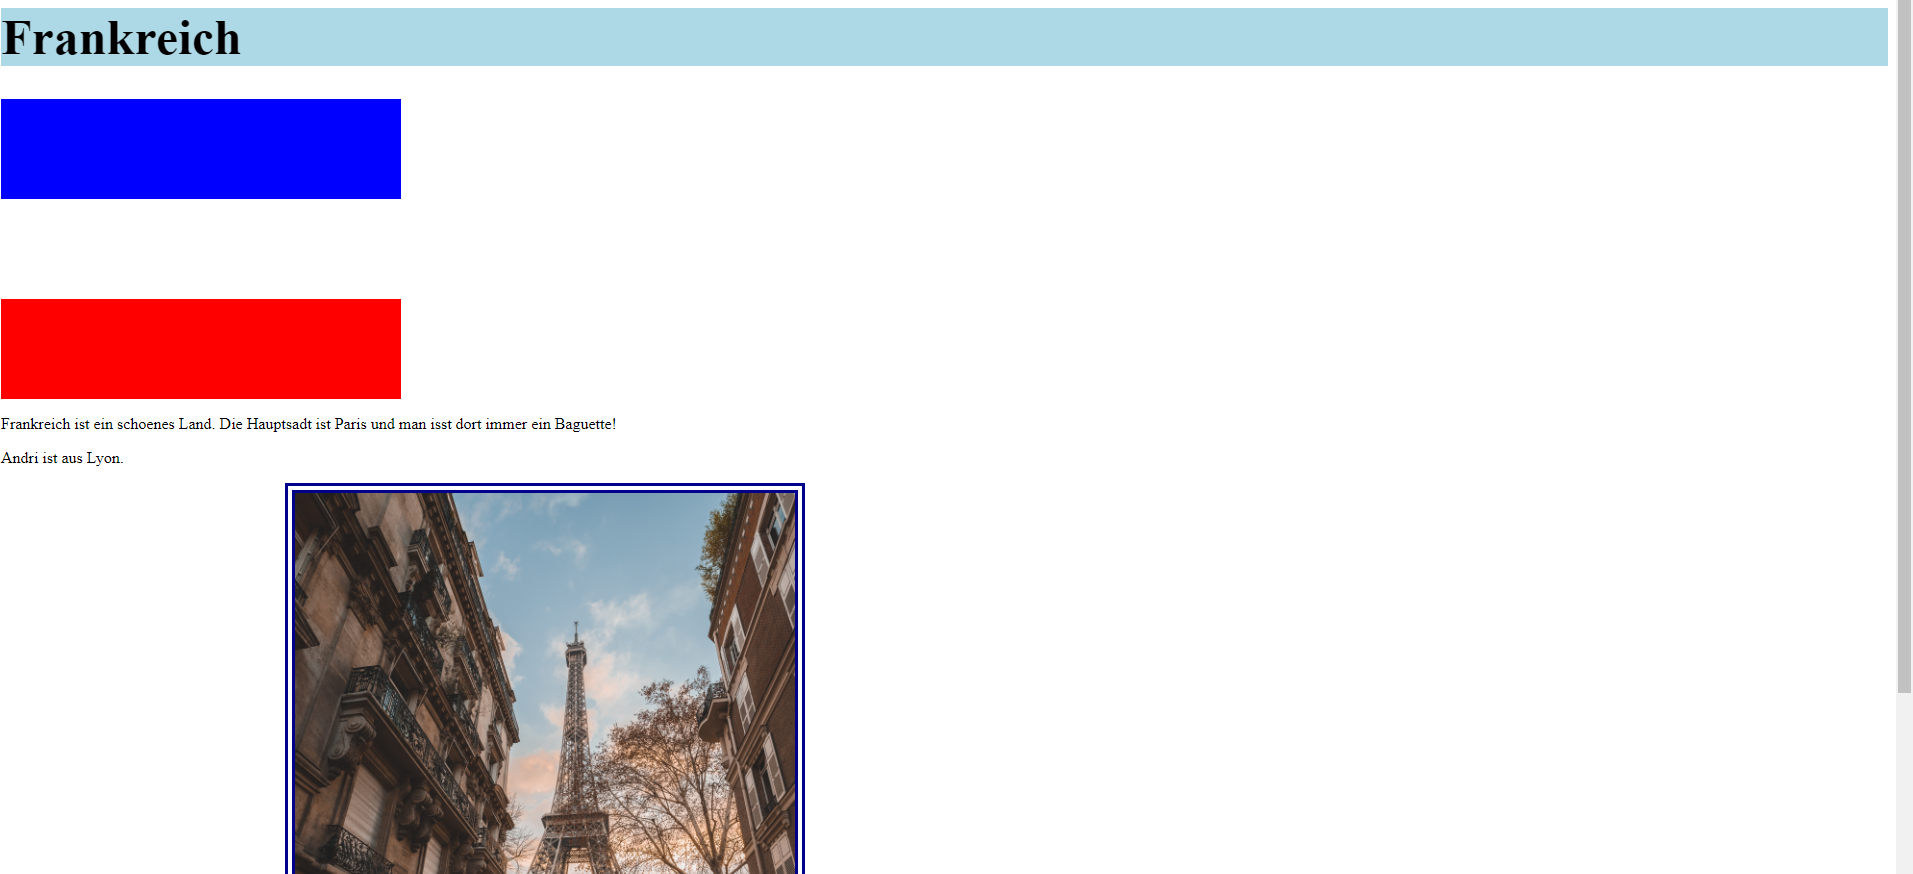 Frankreich
Frankreich ist ein schoenes Land. Die Hauptsadt ist Paris und man isst dort immer ein Baguette!
Andri ist aus Lyon.